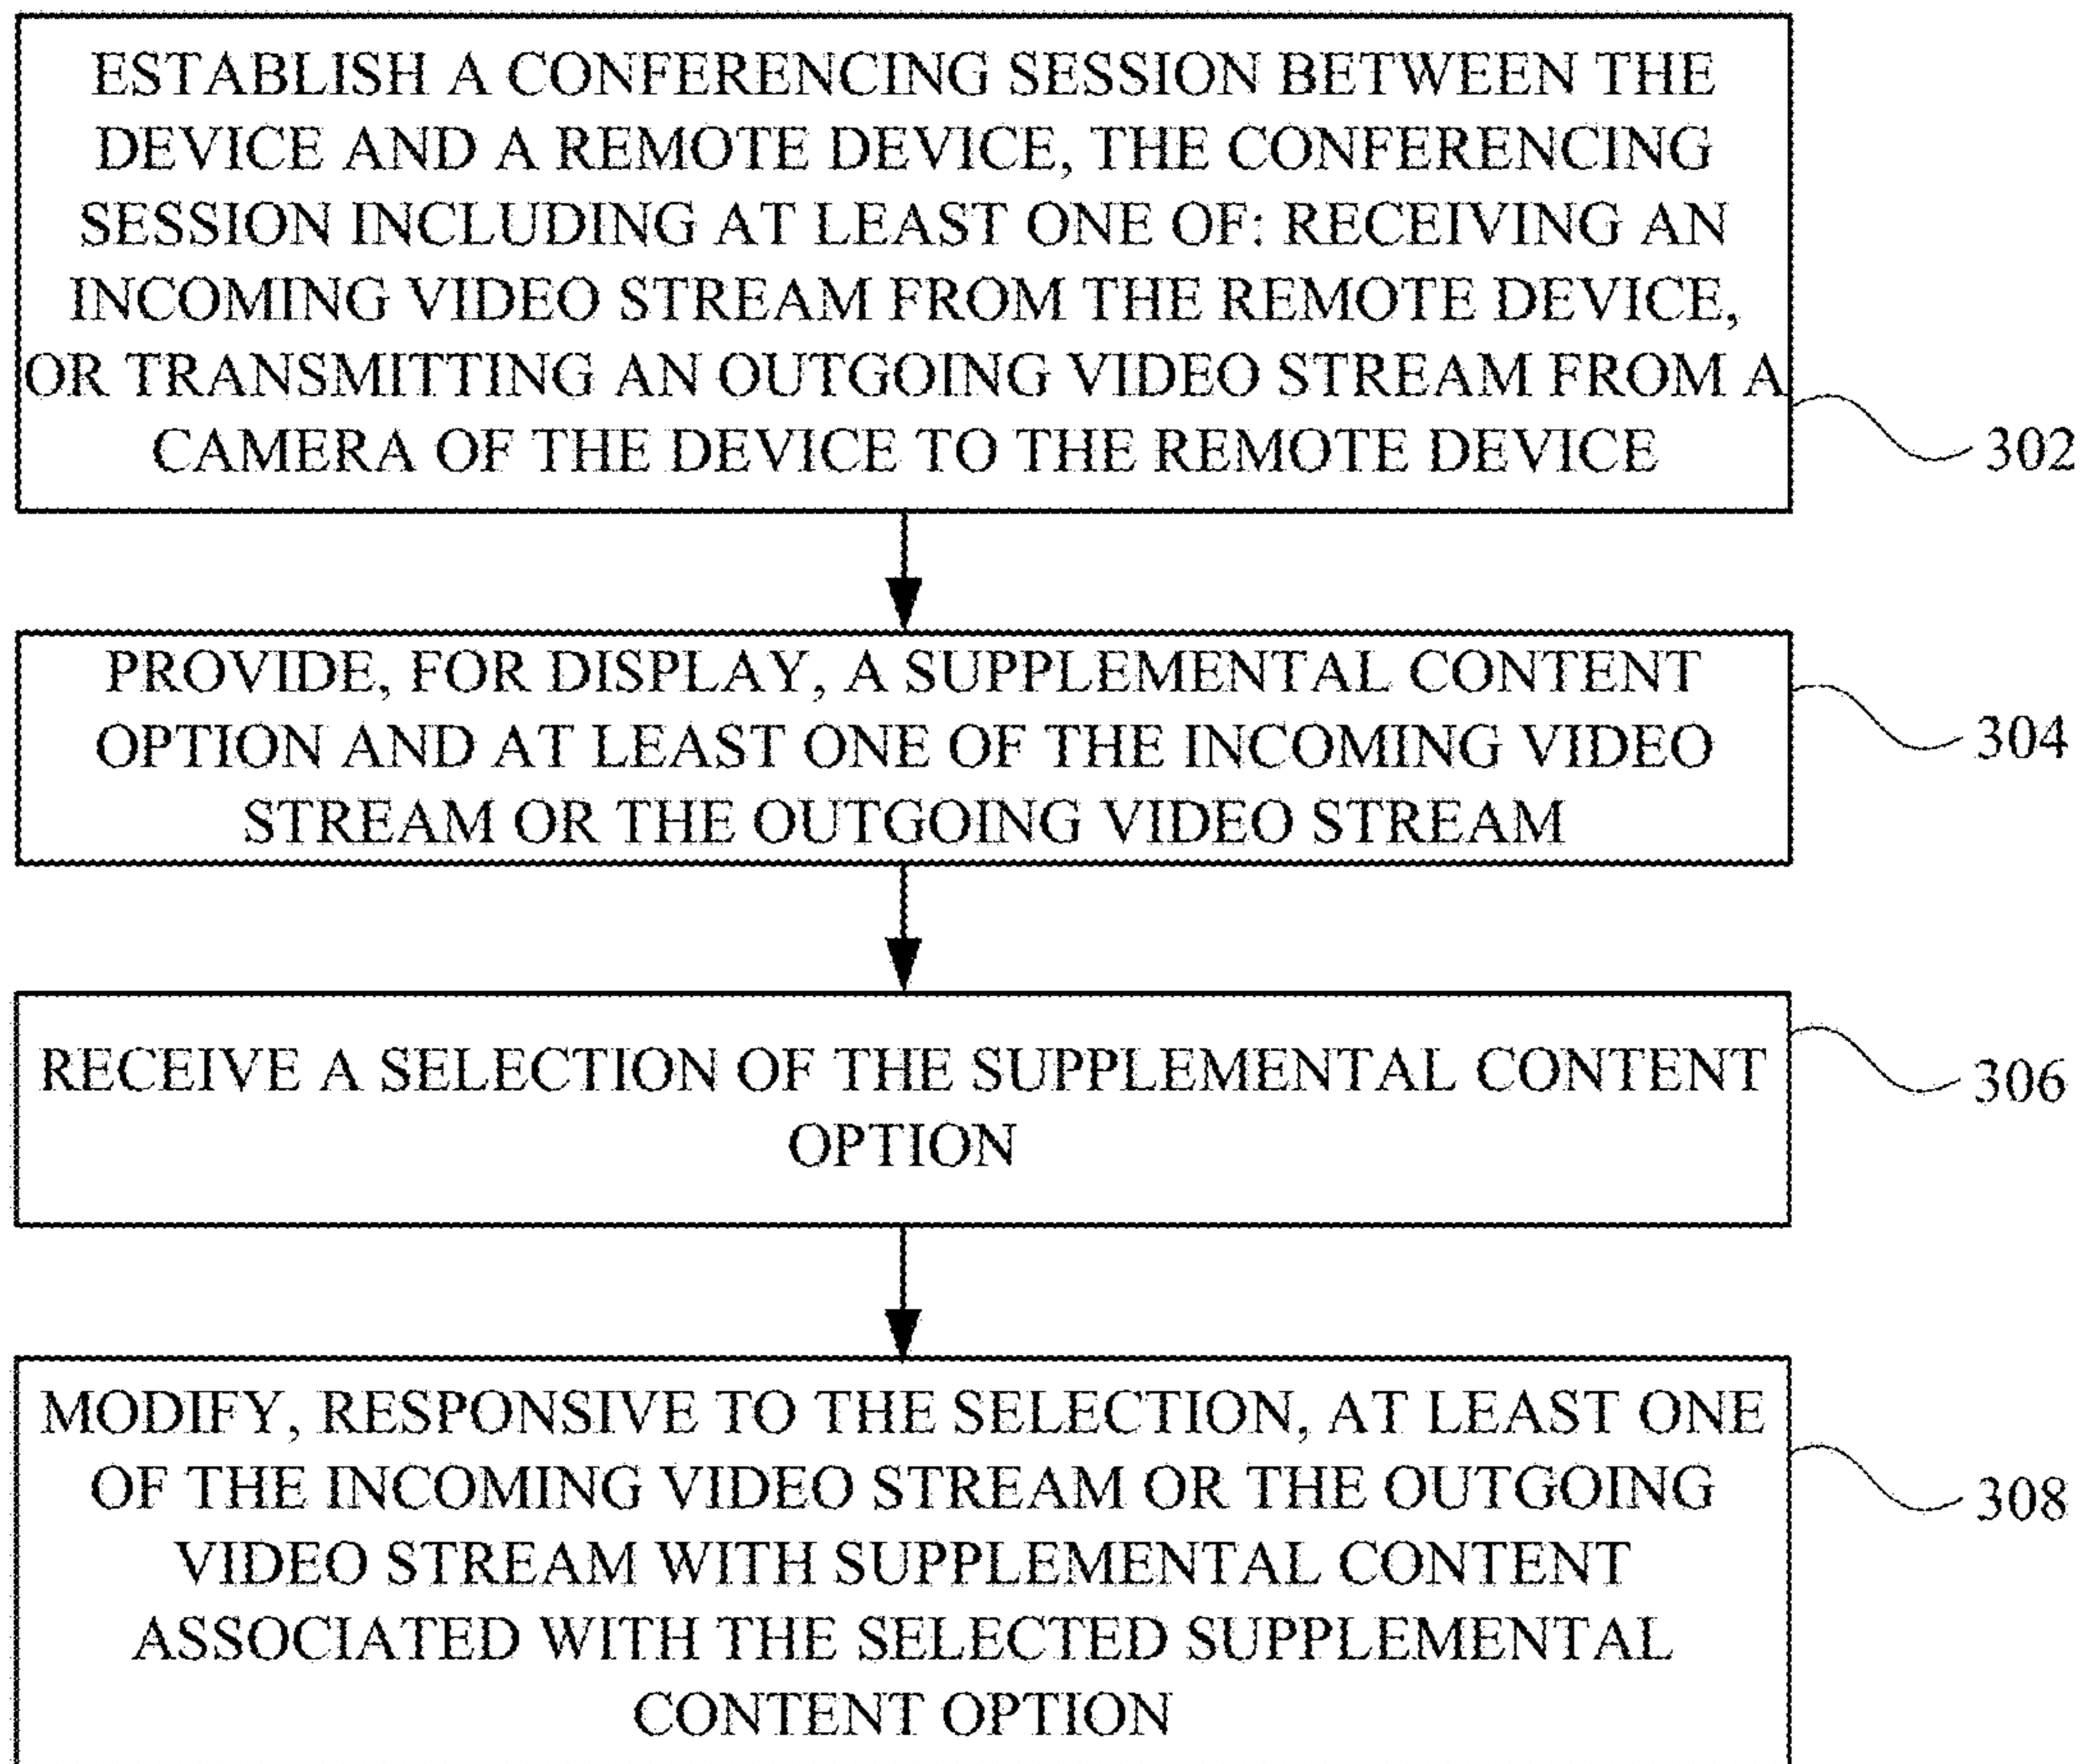 ESTABLISH A CONFERENCING SESSION BETWEEN THE
DEVICE AND A REMOTE DEVICE, THE CONFERENCING
SESSION INCLUDING AT LEAST ONE OF: RECEIVING AN
INCOMING VIDEO STREAM FROM THE REMOTE DEVICE,
OR TRANSMITTING AN OUTGOING VIDEO STREAM FROM A
CAMERA OF THE DEVICE TO THE REMOTE DEVICE
302
PROVIDE, FOR DISPLAY, A SUPPLEMENTAL CONTENT
OPTION AND AT LEAST ONE OF THE INCOMING VIDEO
STREAM OR THE OUTGOING VIDEO STREAM
304
RECEIVE A SELECTION OF THE SUPPLEMENTAL CONTENT
OPTION
306
MODIFY, RESPONSIVE TO THE SELECTION, AT LEAST ONE
OF THE INCOMING VIDEO STREAM OR THE OUTGOING
VIDEO STREAM WITH SUPPLEMENTAL CONTENT
ASSOCIATED WITH THE SELECTED SUPPLEMENTAL
CONTENT OPTION
308